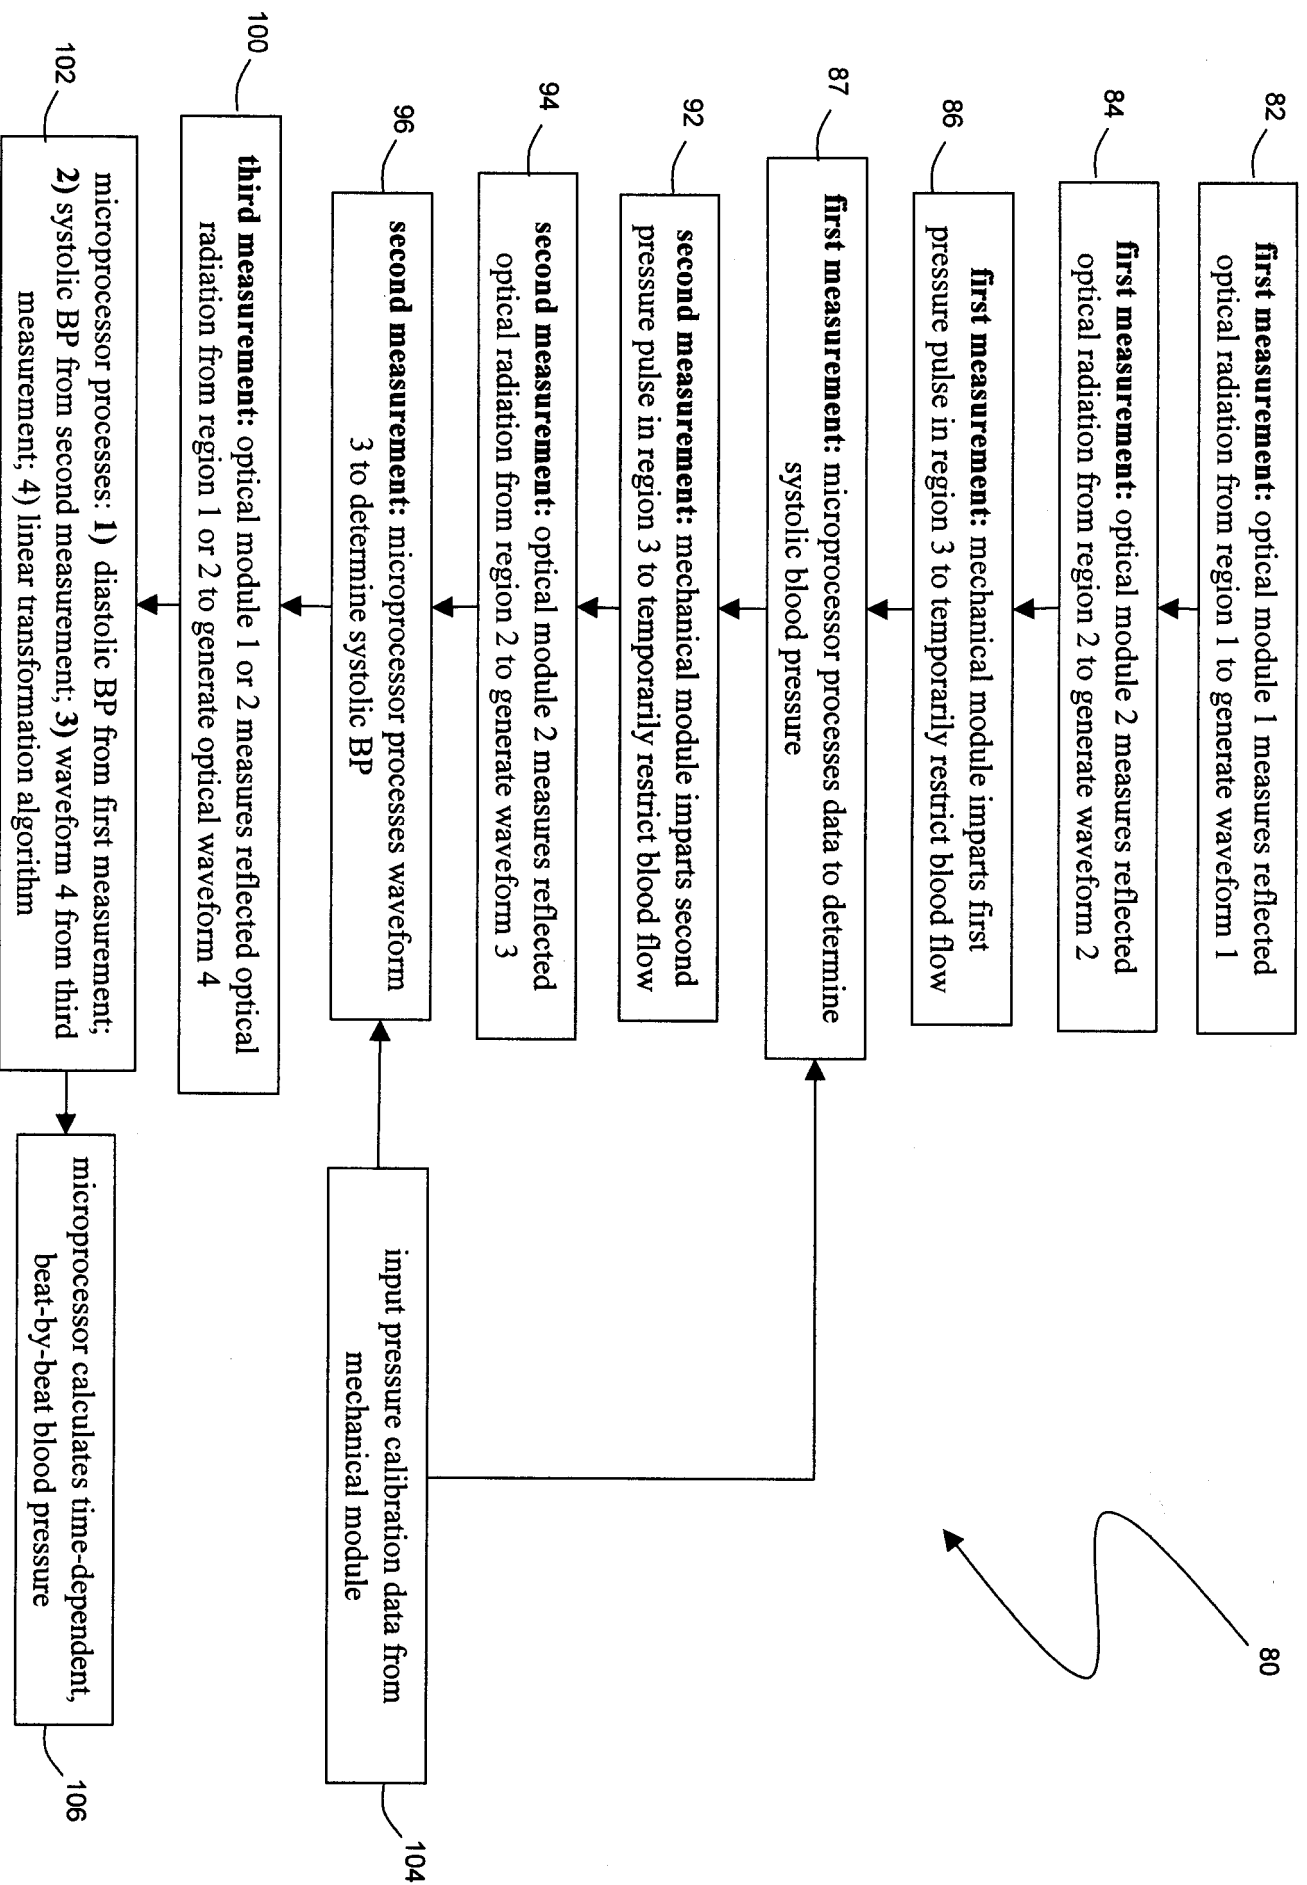 82
first measurement: optical module 1 measures reflected
optical radiation from region 1 to generate waveform 1
84
first measurement: optical module 2 measures reflected
optical radiation from region 2 to generate waveform 2
86
first measurement: mechanical module imparts first
pressure pulse in region 3 to temporarily restrict blood flow
87
first measurement: microprocessor processes data to determine
systolic blood pressure
92
second measurement: mechanical module imparts second
pressure pulse in region 3 to temporarily restrict blood flow
94
second measurement: optical module 2 measures reflected
optical radiation from region 2 to generate waveform 3
96
second measurement: microprocessor processes waveform
3 to determine systolic BP
100
third measurement: optical module 1 or 2 measures reflected optical
radiation from region 1 or 2 to generate optical waveform 4
102
microprocessor processes: 1) diastolic BP from first measurement;
2) systolic BP from second measurement; 3) waveform 4 from third
measurement; 4) linear transformation algorithm
80
input pressure calibration data from
mechanical module
104
microprocessor calculates time-dependent,
beat-by-beat blood pressure
106